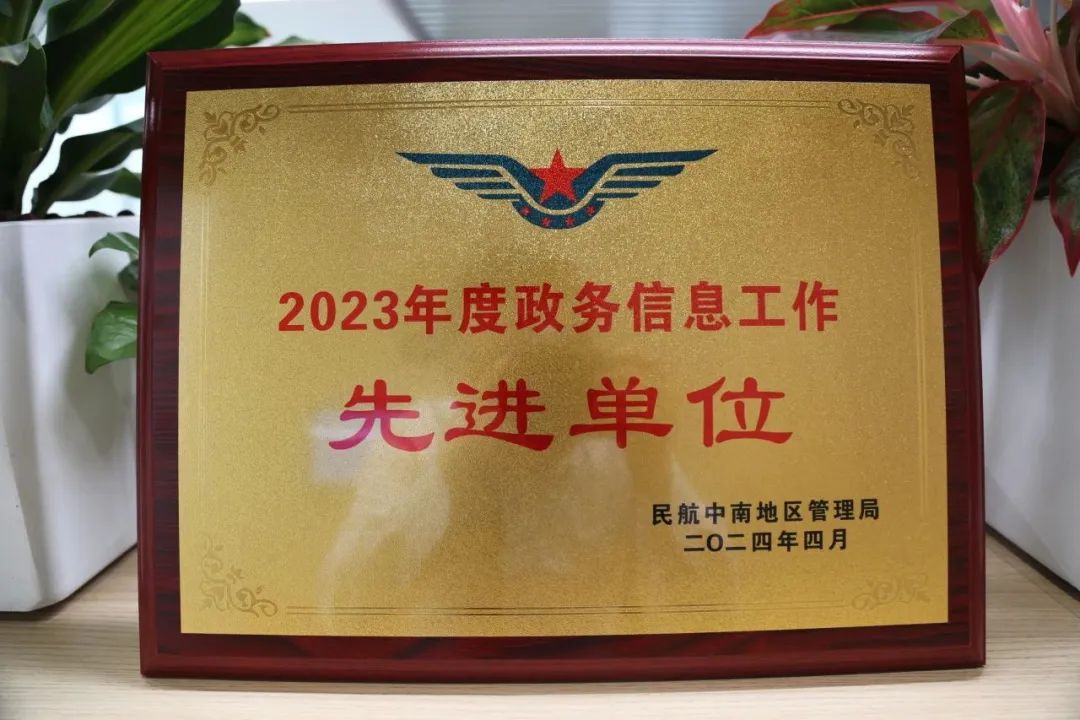 2023年度政务信息工作
先进单位
民航中南地区管理局
二〇二四年四月